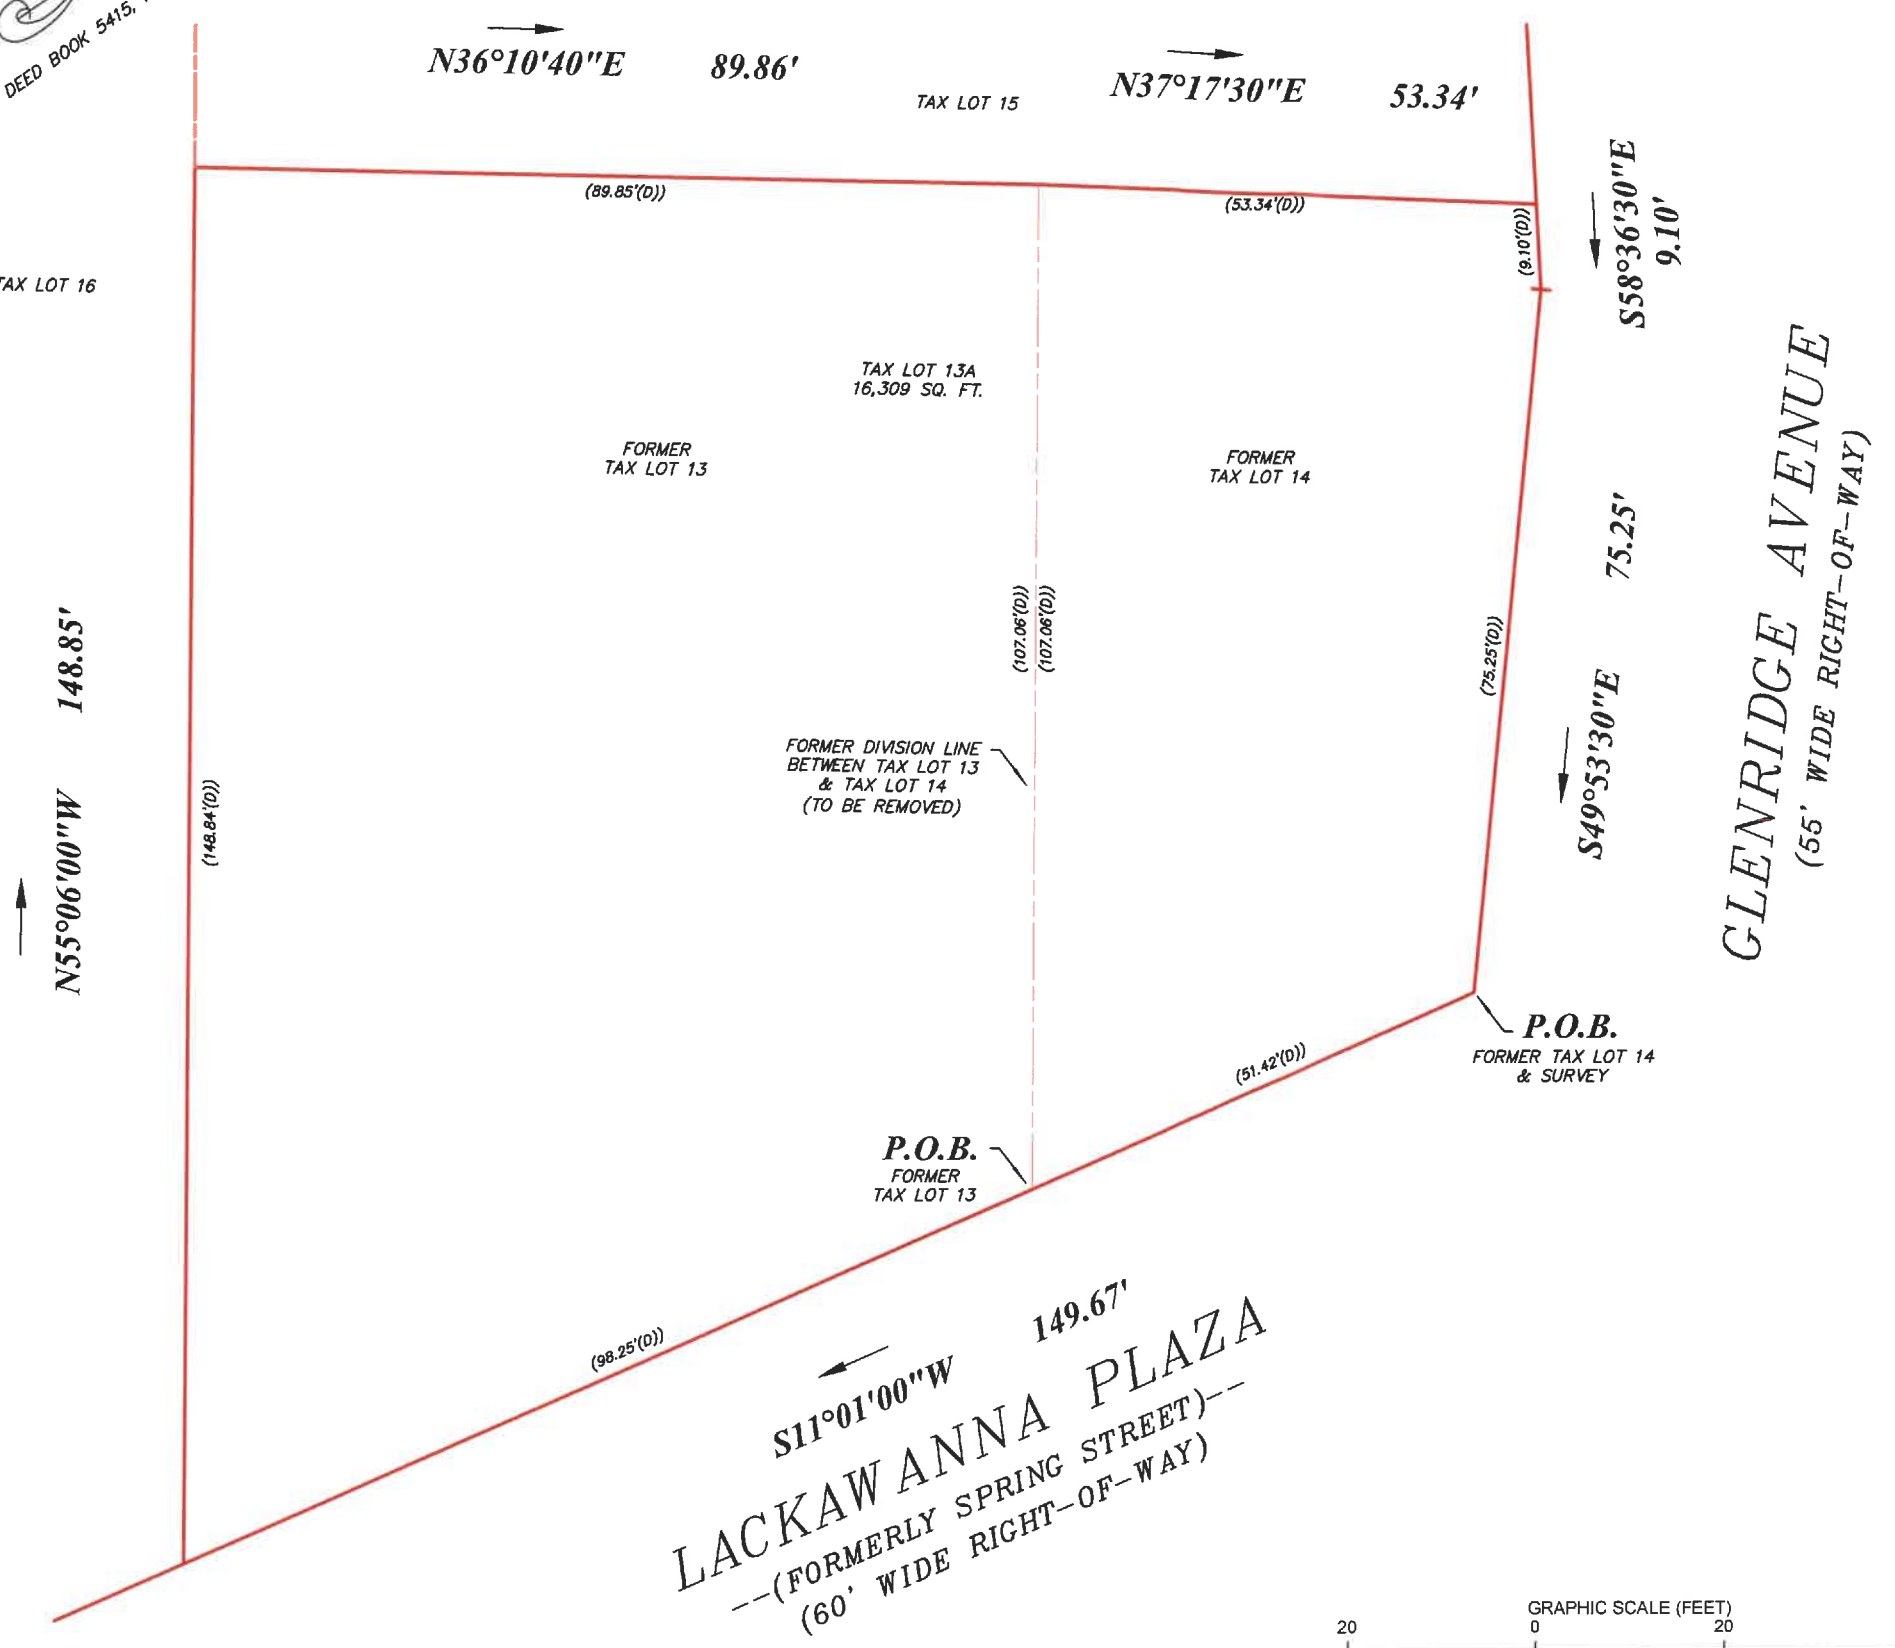 DEED BOOK 5415,
N36°10'40"E 89.86'
N37°17'30"E 53.34'
TAX LOT 15
(89.85'(D))
(53.34'(D))
(9.10'(D))
S58°36'30"E
9.10'
TAX LOT 16
TAX LOT 13A
16,309 SQ. FT.
FORMER
TAX LOT 13
FORMER
TAX LOT 14
GLENRIDGE AVENUE
(55' WIDE RIGHT-OF-WAY)
S49°53'30"E 75.25'
(75.25'(D))
(107.06'(D))
(107.06'(D))
N55°06'00"W 148.85'
(148.84'(D))
FORMER DIVISION LINE
BETWEEN TAX LOT 13
& TAX LOT 14
(TO BE REMOVED)
P.O.B.
FORMER TAX LOT 14
& SURVEY
(51.42'(D))
P.O.B.
FORMER
TAX LOT 13
(98.25'(D))
S11°01'00"W 149.67'
LACKAWANNA PLAZA
--(FORMERLY SPRING STREET)--
(60' WIDE RIGHT-OF-WAY)
GRAPHIC SCALE (FEET)
20 0 20